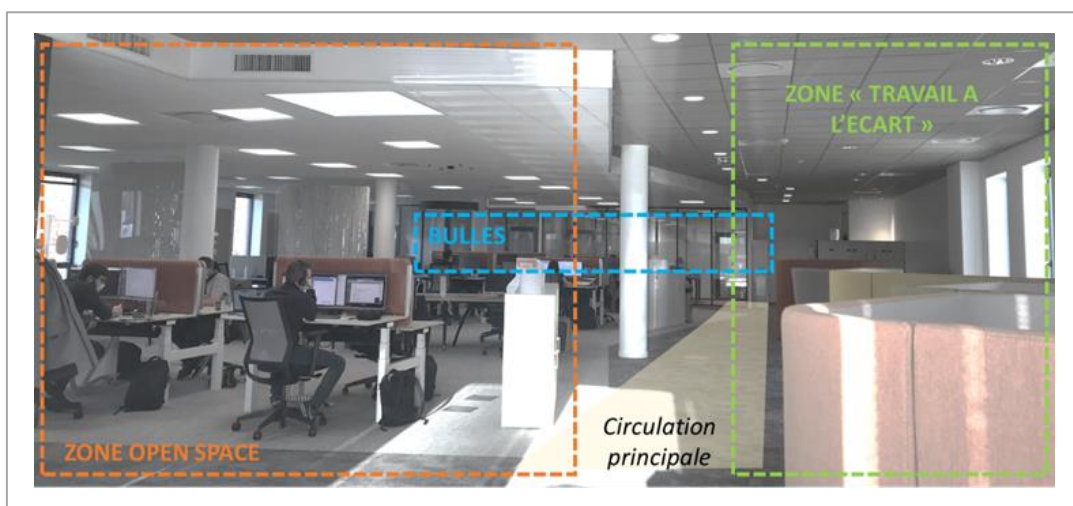 ZONE « TRAVAIL A
L'ECART »
BULLES
ZONE OPEN SPACE
Circulation
principale